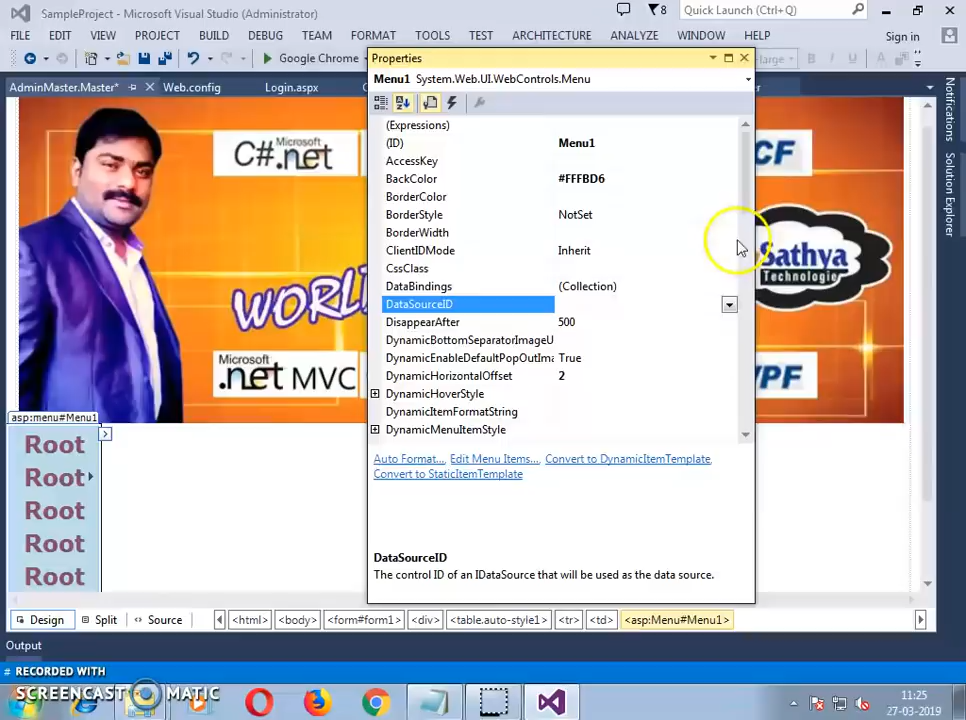 SampleProject - Microsoft Visual Studio (Administrator)
8
Quick Launch (Ctrl+Q)
FILE EDIT VIEW PROJECT BUILD DEBUG TEAM FORMAT TOOLS TEST ARCHITECTURE ANALYZE WINDOW HELP
Sign in
Google Chrome
AdminMaster.Master*
Web.config
Login.aspx
Properties
Menu1 System.Web.UI.WebControls.Menu
(Expressions)
(ID) Menu1
AccessKey
BackColor #FFFBD6
BorderColor
BorderStyle NotSet
BorderWidth
ClientIDMode Inherit
CssClass
DataBindings (Collection)
DataSourceID
DisappearAfter 500
DynamicBottomSeparatorImageU
DynamicEnableDefaultPopOutIma True
DynamicHorizontalOffset 2
DynamicHoverStyle
DynamicItemFormatString
DynamicMenuItemStyle
Auto Format... Edit Menu Items... Convert to DynamicItemTemplate,
Convert to StaticItemTemplate
DataSourceID
The control ID of an IDataSource that will be used as the data source.
Microsoft
C#.net
WORL
Microsoft
.net MVC
CF
Sathya
Technologie
PF
Notifications
Solution Explorer
asp:menu#Menu1
Root
Root
Root
Root
Root
Design Split Source
<html> <body> <form#form1> <div> <table.auto-style1> <tr> <td> <asp:Menu#Menu1>
Output
RECORDED WITH
SCREENCAST MATIC
11:25
27-03-2019